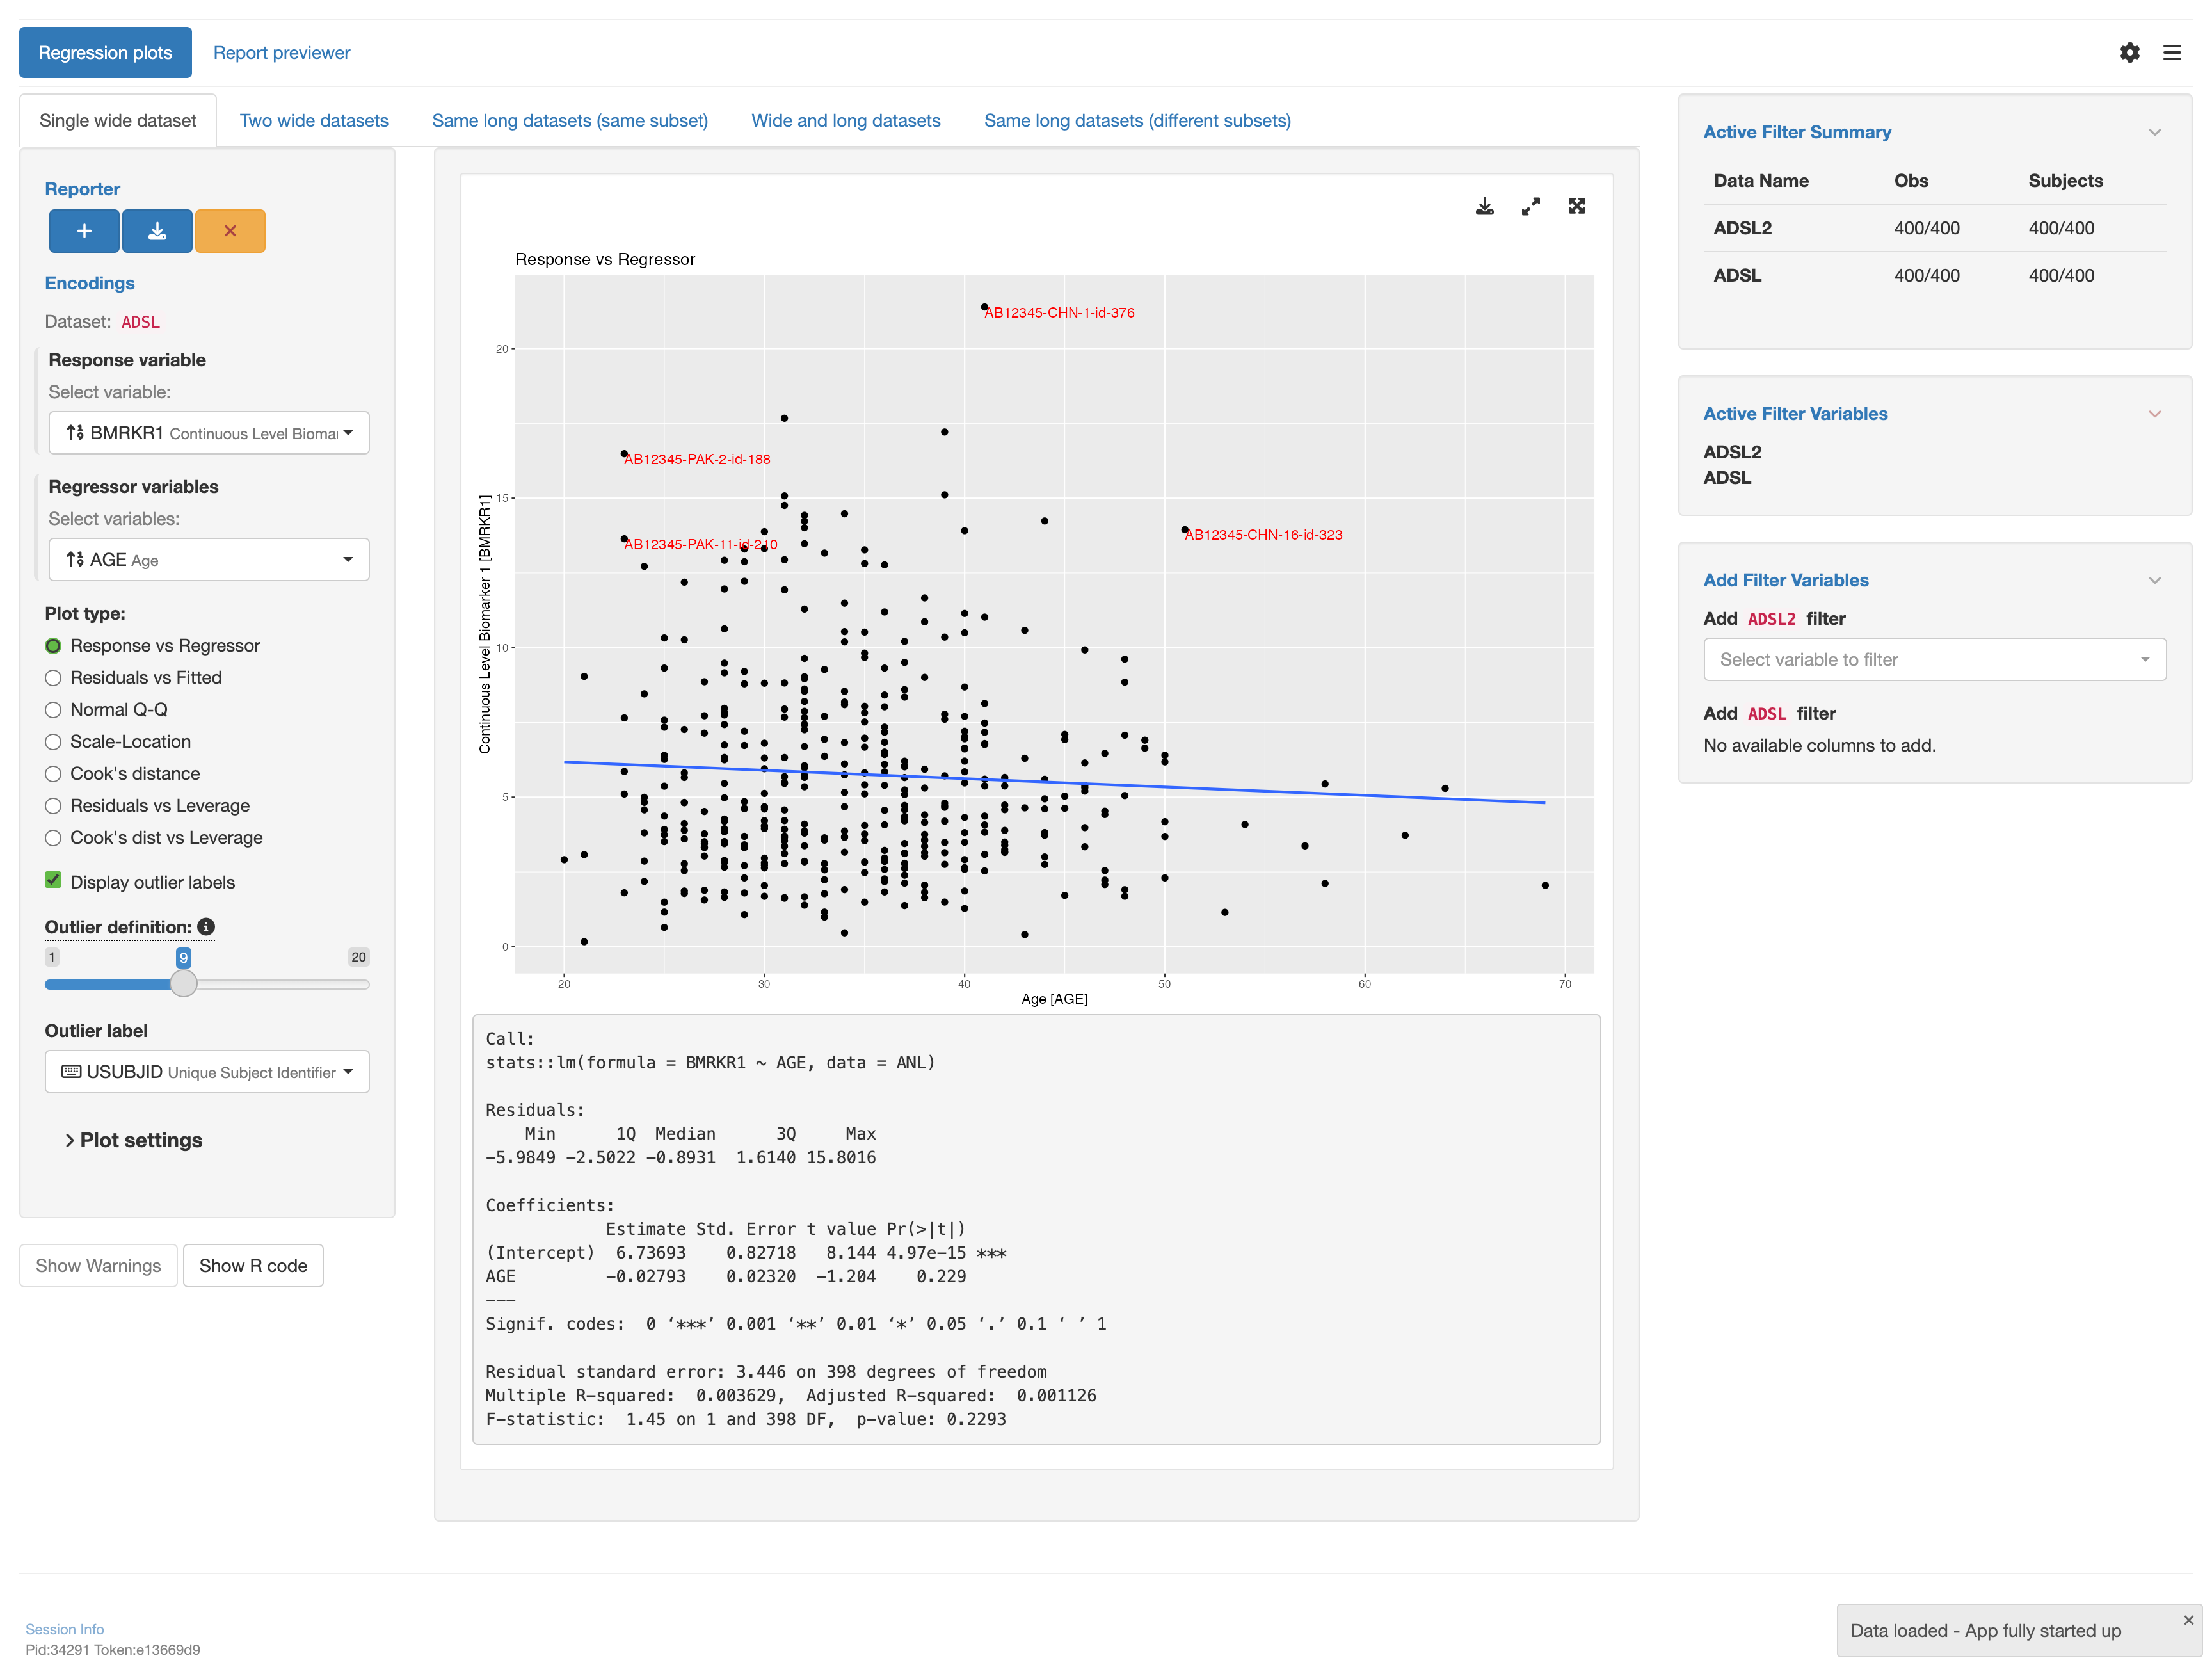 Regression plots
Report previewer
Single wide dataset
Two wide datasets
Same long datasets (same subset)
Wide and long datasets
Same long datasets (different subsets)
Reporter
Encodings
Dataset: ADSL
Response variable
Select variable:
BMRKR1 Continuous Level Biomar
Regressor variables
Select variables:
AGE Age
Plot type:
Response vs Regressor
Residuals vs Fitted
Normal Q-Q
Scale-Location
Cook's distance
Residuals vs Leverage
Cook's dist vs Leverage
Display outlier labels
Outlier definition:
1
9
20
Outlier label
USUBJID Unique Subject Identifier
Plot settings
Show Warnings
Show R code
Response vs Regressor
AB12345-CHN-1-id-376
AB12345-PAK-2-id-188
AB12345-PAK-11-id-210
AB12345-CHN-16-id-323
20
15
10
5
0
Continuous Level Biomarker 1 [BMRKR1]
20
30
40
50
60
70
Age [AGE]
Call:
stats::lm(formula = BMRKR1 ~ AGE, data = ANL)
Residuals:
Min 1Q Median 3Q Max
-5.9849 -2.5022 -0.8931 1.6140 15.8016
Coefficients:
Estimate Std. Error t value Pr(>|t|)
(Intercept) 6.73693 0.82718 8.144 4.97e-15 ***
AGE -0.02793 0.02320 -1.204 0.229
---
Signif. codes: 0 ‘***’ 0.001 ‘**’ 0.01 ‘*’ 0.05 ‘.’ 0.1 ‘ ’ 1
Residual standard error: 3.446 on 398 degrees of freedom
Multiple R-squared: 0.003629, Adjusted R-squared: 0.001126
F-statistic: 1.45 on 1 and 398 DF, p-value: 0.2293
Active Filter Summary
Data Name Obs Subjects
ADSL2 400/400 400/400
ADSL 400/400 400/400
Active Filter Variables
ADSL2
ADSL
Add Filter Variables
Add ADSL2 filter
Select variable to filter
Add ADSL filter
No available columns to add.
Session Info
Pid:34291 Token:e13669d9
Data loaded - App fully started up